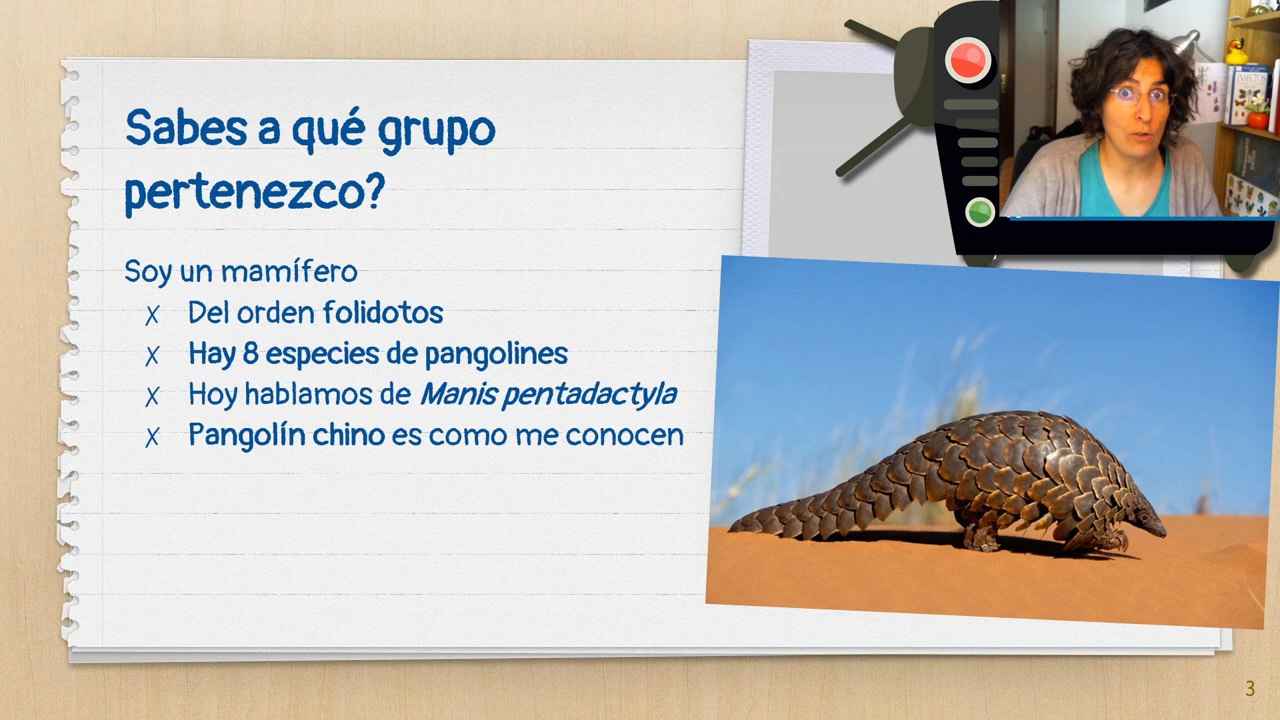 Sabes a qué grupo
pertenezco?
Soy un mamífero
x Del orden folidotos
x Hay 8 especies de pangolines
x Hoy hablamos de Manis pentadactyla
x Pangolín chino es como me conocen
INSECTOS
3